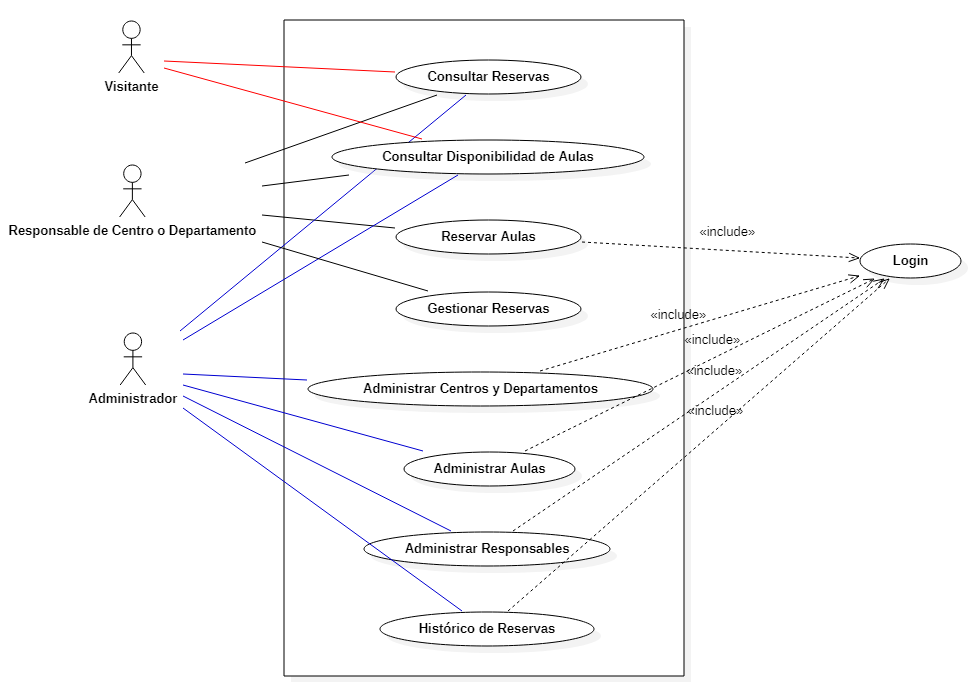 Visitante
Consultar Reservas
Consultar Disponibilidad de Aulas
Responsable de Centro o Departamento
Reservar Aulas
«include»
Login
Gestionar Reservas
«include»
«include»
Administrador
«include»
Administrar Centros y Departamentos
«include»
Administrar Aulas
Administrar Responsables
Histórico de Reservas